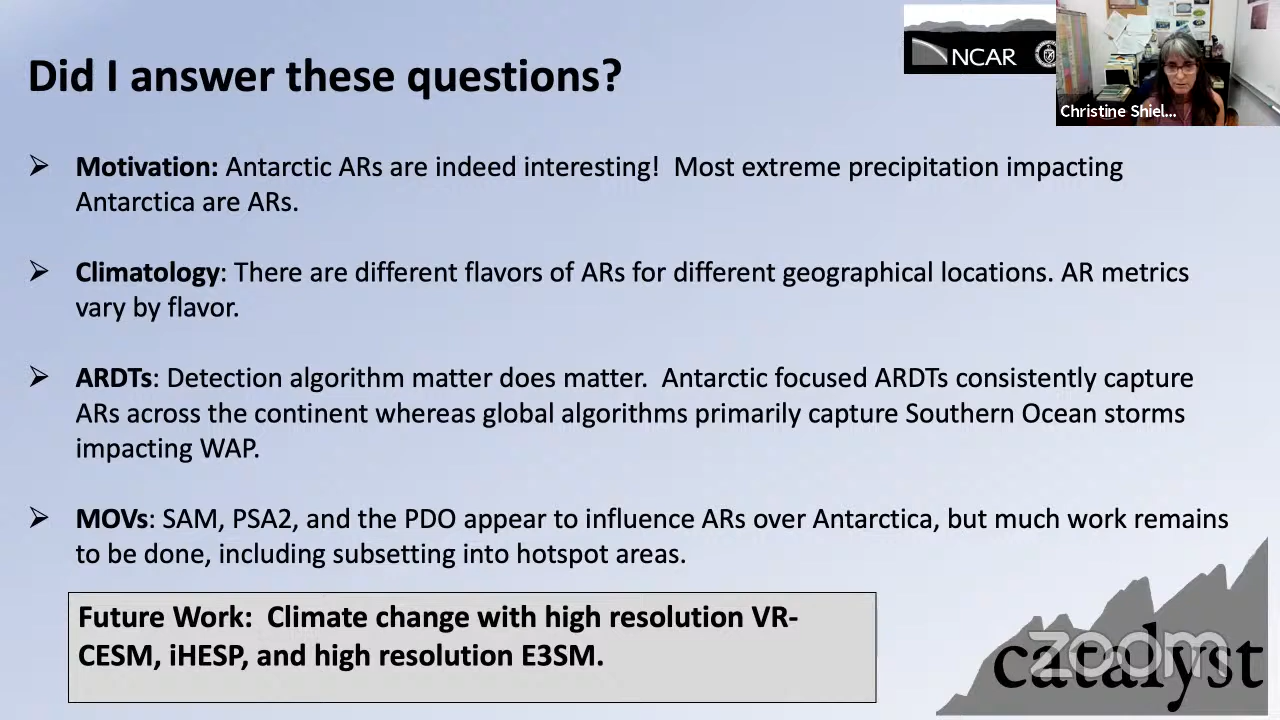 Did I answer these questions?
NCAR
Christine Shiel...
➢ Motivation: Antarctic ARs are indeed interesting!  Most extreme precipitation impacting
Antarctica are ARs.
➢ Climatology: There are different flavors of ARs for different geographical locations. AR metrics
vary by flavor.
➢ ARDTs: Detection algorithm matter does matter.  Antarctic focused ARDTs consistently capture
ARs across the continent whereas global algorithms primarily capture Southern Ocean storms
impacting WAP.
➢ MOVs: SAM, PSA2, and the PDO appear to influence ARs over Antarctica, but much work remains
to be done, including subsetting into hotspot areas.
Future Work:  Climate change with high resolution VR-
CESM, iHESP, and high resolution E3SM.
catalyst
zoom